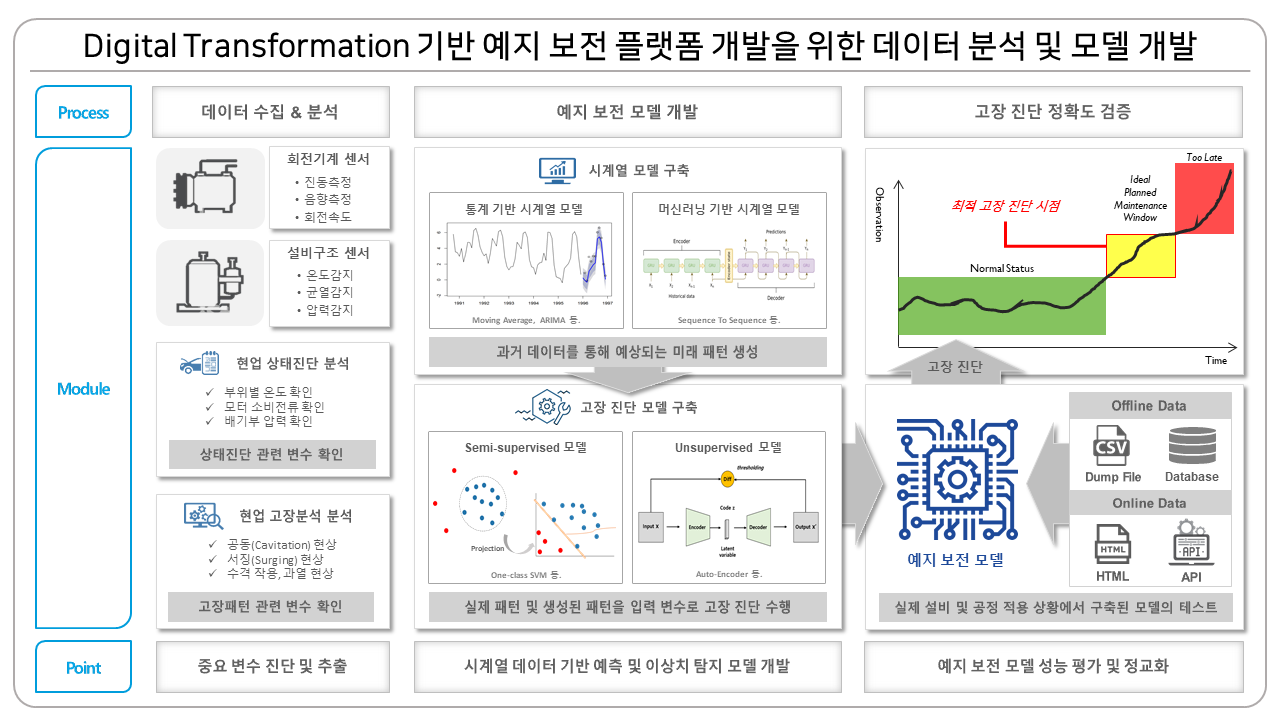 Digital Transformation 기반 예지 보전 플랫폼 개발을 위한 데이터 분석 및 모델 개발
Process
데이터 수집 & 분석
예지 보전 모델 개발
고장 진단 정확도 검증
Module
회전기계 센서
• 진동측정
• 음향측정
• 회전속도
설비구조 센서
• 온도감지
• 균열감지
• 압력감지
현업 상태진단 분석
✓ 부위별 온도 확인
✓ 모터 소비전류 확인
✓ 배기부 압력 확인
상태진단 관련 변수 확인
현업 고장분석 분석
✓ 공동(Cavitation) 현상
✓ 서징(Surging) 현상
✓ 수격 작용, 과열 현상
고장패턴 관련 변수 확인
시계열 모델 구축
통계 기반 시계열 모델
1991 1992 1993 1994 1995 1996 1997
Moving Average, ARIMA 등.
머신러닝 기반 시계열 모델
Predictions
Encoder
Historical data
Decoder
Sequence To Sequence 등.
과거 데이터를 통해 예상되는 미래 패턴 생성
고장 진단 모델 구축
Semi-supervised 모델
Projection
One-class SVM 등.
Unsupervised 모델
thresholding
Diff
Code z
Input X
Encoder
Decoder
Output X'
Latent
variable
Auto-Encoder 등.
실제 패턴 및 생성된 패턴을 입력 변수로 고장 진단 수행
Too Late
Ideal
Planned
Maintenance
Window
Observation
최적 고장 진단 시점
Normal Status
Time
고장 진단
예지 보전 모델
Offline Data
CSV
Dump File
Database
Online Data
HTML
HTML
API
API
실제 설비 및 공정 적용 상황에서 구축된 모델의 테스트
Point
중요 변수 진단 및 추출
시계열 데이터 기반 예측 및 이상치 탐지 모델 개발
예지 보전 모델 성능 평가 및 정교화